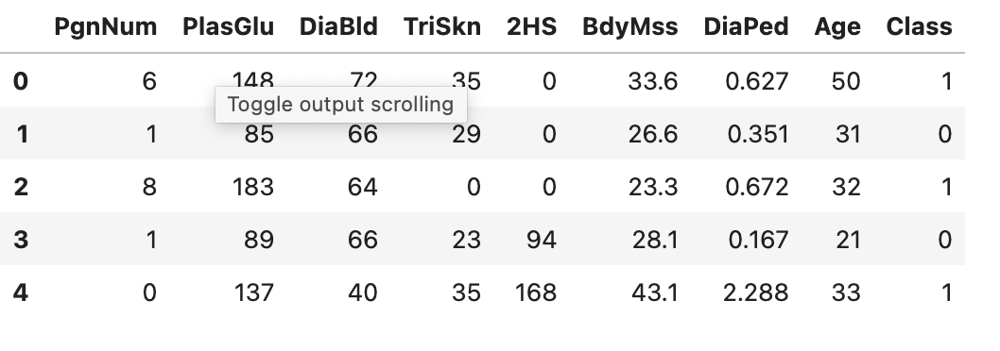 PgnNum PlasGlu DiaBld TriSkn 2HS BdyMss DiaPed Age Class
0 6 148 72 35 0 33.6 0.627 50 1
Toggle output scrolling
1 1 85 66 29 0 26.6 0.351 31 0
2 8 183 64 0 0 23.3 0.672 32 1
3 1 89 66 23 94 28.1 0.167 21 0
4 0 137 40 35 168 43.1 2.288 33 1